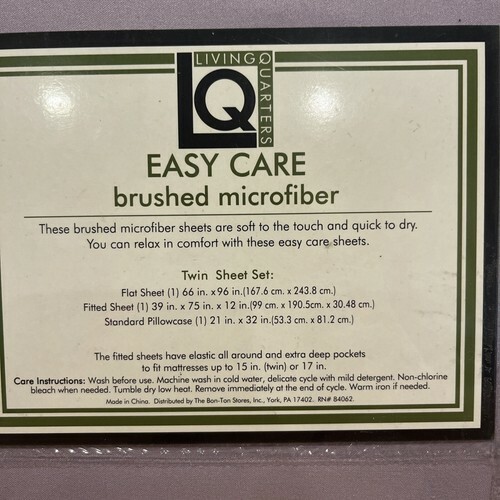 LIVING QUARTERS
LQ
EASY CARE
brushed microfiber
These brushed microfiber sheets are soft to the touch and quick to dry.
You can relax in comfort with these easy care sheets.
Twin Sheet Set:
Flat Sheet (1) 66 in. x 96 in.(167.6 cm. x 243.8 cm.)
Fitted Sheet (1) 39 in. x 75 in. x 12 in.(99 cm. x 190.5cm. x 30.48 cm.)
Standard Pillowcase (1) 21 in. x 32 in.(53.3 cm. x 81.2 cm.)
The fitted sheets have elastic all around and extra deep pockets
to fit mattresses up to 15 in. (twin) or 17 in.
Care Instructions: Wash before use. Machine wash in cold water, delicate cycle with mild detergent. Non-chlorine
bleach when needed. Tumble dry low heat. Remove immediately at the end of cycle. Warm iron if needed.
Made in China. Distributed by The Bon-Ton Stores, Inc., York, PA 17402. RN# 84062.